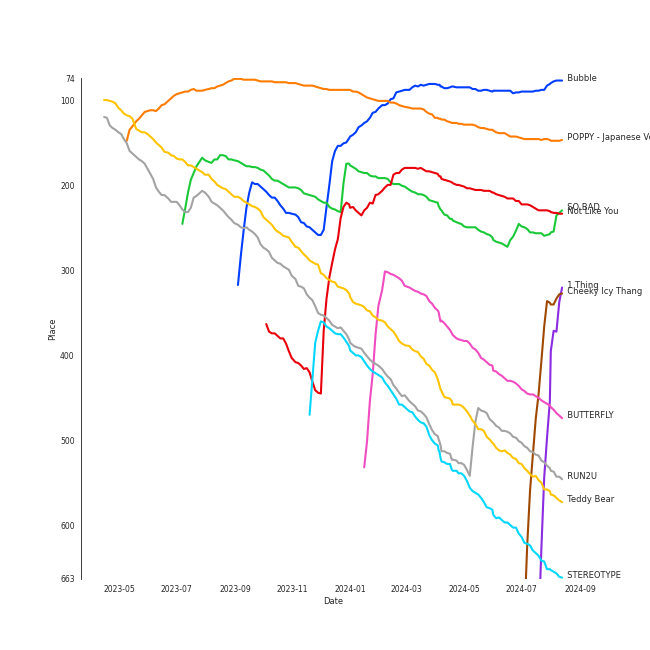 74
100
200
300
400
500
600
663
Place
2023-05
2023-07
2023-09
2023-11
2024-01
2024-03
2024-05
2024-07
2024-09
Date
Bubble
POPPY - Japanese Ve
SO BAD
Not Like You
1 Thing
Cheeky Icy Thang
BUTTERFLY
RUN2U
Teddy Bear
STEREOTYPE